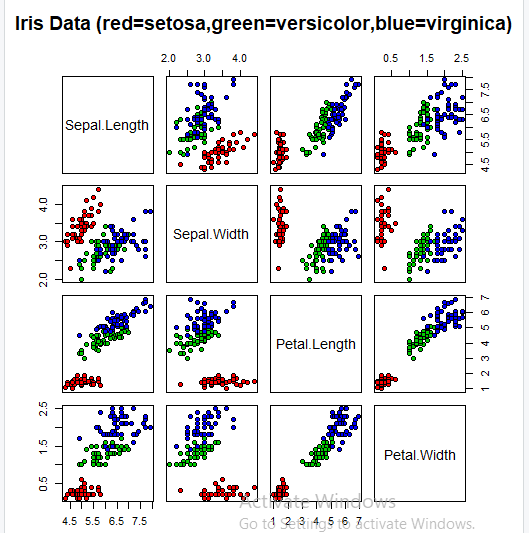 Iris Data (red=setosa,green=versicolor,blue=virginica)
2.0 3.0 4.0
0.5 1.5 2.5
Sepal.Length
4.5 5.5 6.5 7.5
2.0 3.0 4.0
Sepal.Width
Petal.Length
1 2 3 4 5 6 7
0.5 1.5 2.5
Petal.Width
4.5 5.5 6.5 7.5
1 2 3 4 5 6 7
Activate Windows
Go to Settings to activate Windows.